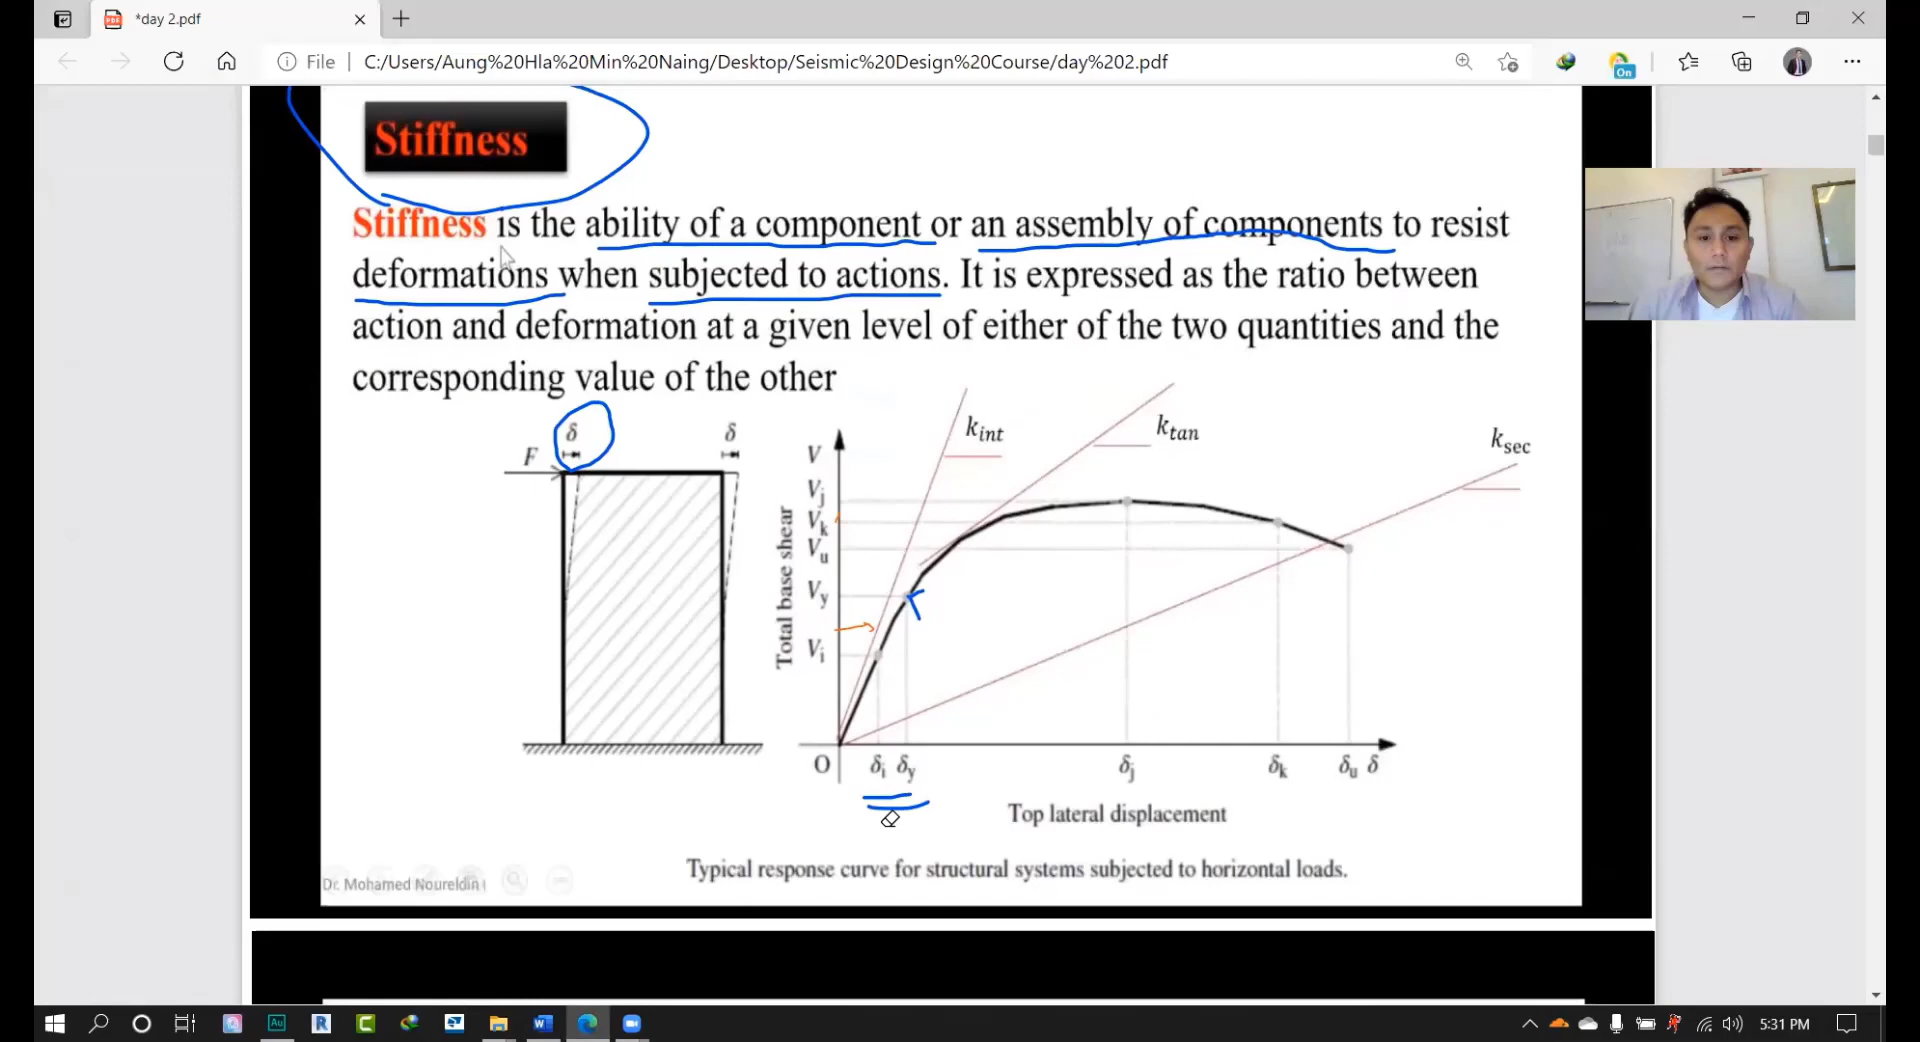 *day 2.pdf
File | C:/Users/Aung%20Hla%20Min%20Naing/Desktop/Seismic%20Design%20Course/day%202.pdf
On
Stiffness
Stiffness is the ability of a component or an assembly of components to resist
deformations when subjected to actions. It is expressed as the ratio between
action and deformation at a given level of either of the two quantities and the
corresponding value of the other
δ δ
F
k_int k_tan k_sec
V
V_j
V_k
V_u
V_y
V_i
Total base shear
O δ_i δ_y δ_j δ_k δ_u δ
Top lateral displacement
Typical response curve for structural systems subjected to horizontal loads.
Dr. Mohamed Noureldin
5:31 PM